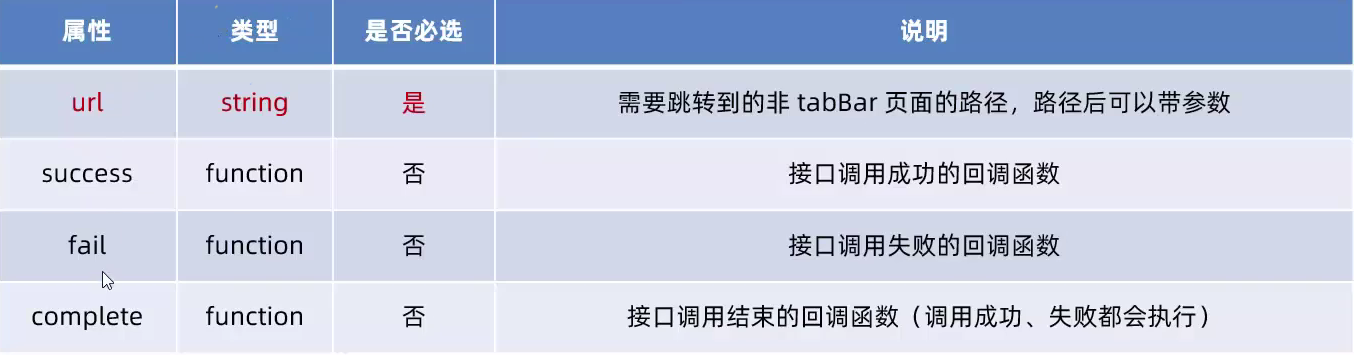 属性 类型 是否必选 说明
url string 是 需要跳转到的非 tabBar 页面的路径，路径后可以带参数
success function 否 接口调用成功的回调函数
fail function 否 接口调用失败的回调函数
complete function 否 接口调用结束的回调函数（调用成功、失败都会执行）